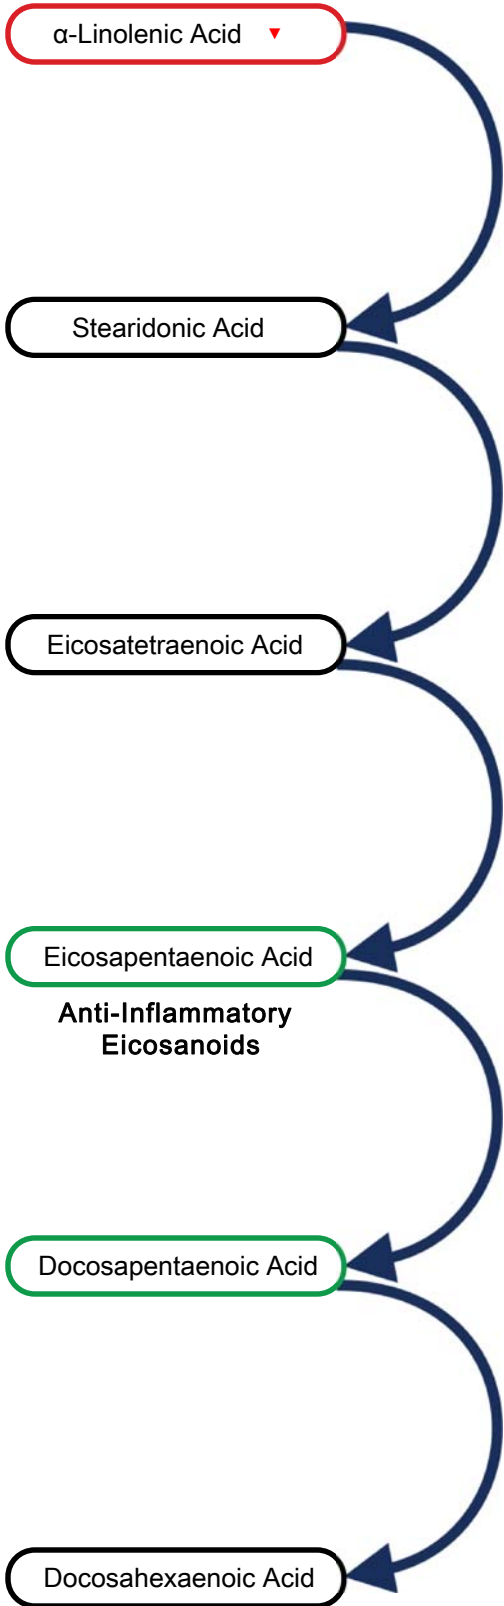 α-Linolenic Acid ▼
Stearidonic Acid
Eicosatetraenoic Acid
Eicosapentaenoic Acid
Anti-Inflammatory
Eicosanoids
Docosapentaenoic Acid
Docosahexaenoic Acid